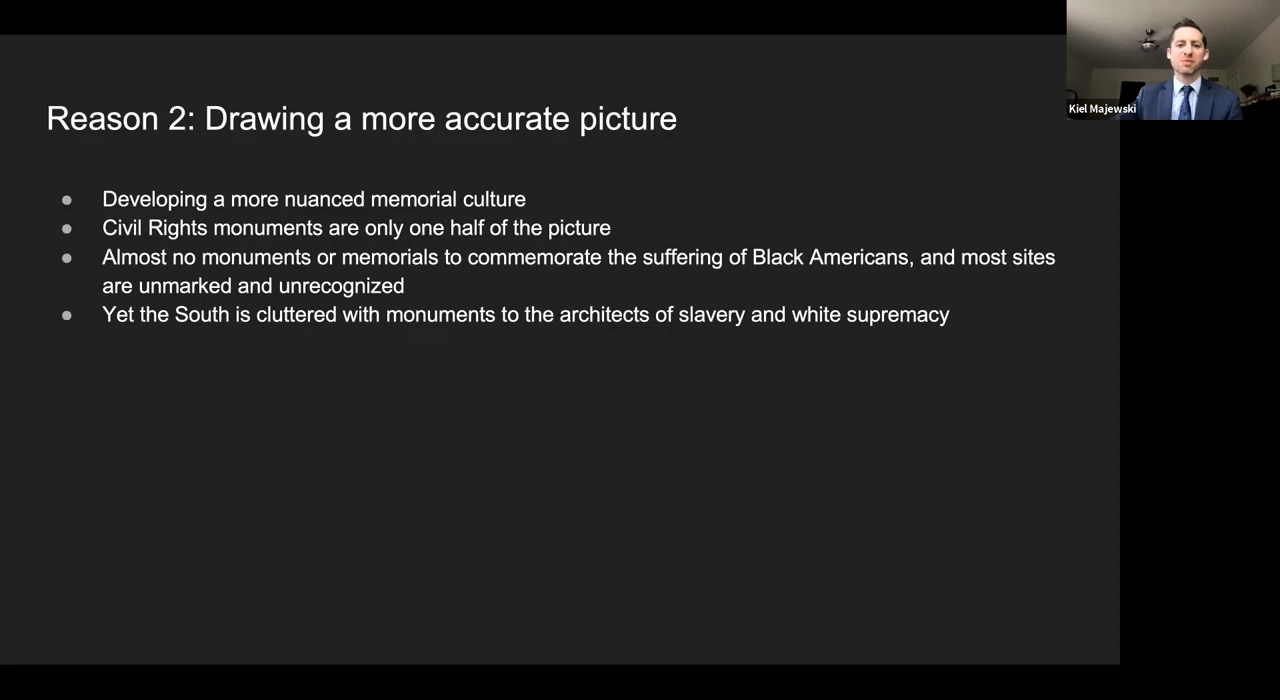 Kiel Majewski
Reason 2: Drawing a more accurate picture
● Developing a more nuanced memorial culture
● Civil Rights monuments are only one half of the picture
● Almost no monuments or memorials to commemorate the suffering of Black Americans, and most sites
are unmarked and unrecognized
● Yet the South is cluttered with monuments to the architects of slavery and white supremacy